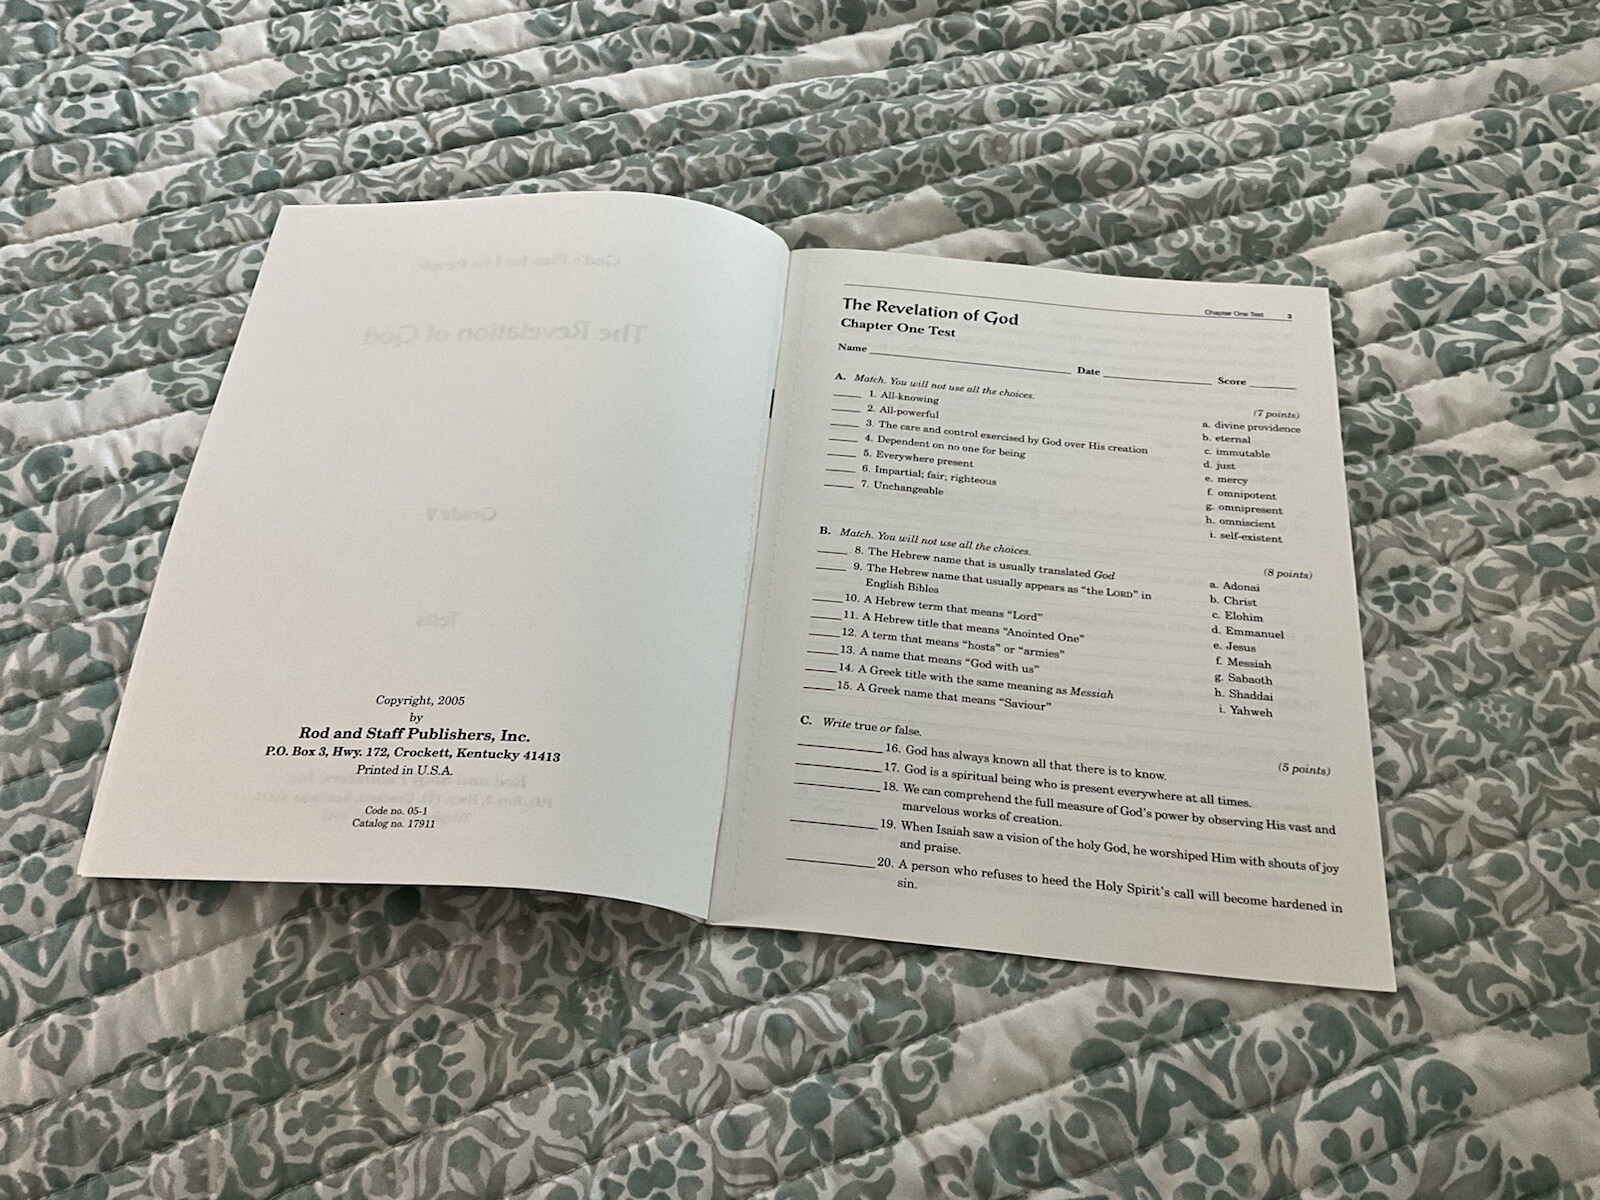 God's Plan for His People
The Revelation of God
Grade 9
Tests
Copyright, 2005
by
Rod and Staff Publishers, Inc.
P.O. Box 3, Hwy. 172, Crockett, Kentucky 41413
Printed in U.S.A.
Code no. 05-1
Catalog no. 17911
Chapter One Test 3
The Revelation of God
Chapter One Test
Name Date Score
A. Match. You will not use all the choices. (7 points)
1. All-knowing
2. All-powerful
3. The care and control exercised by God over His creation
4. Dependent on no one for being
5. Everywhere present
6. Impartial; fair; righteous
7. Unchangeable
a. divine providence
b. eternal
c. immutable
d. just
e. mercy
f. omnipotent
g. omnipresent
h. omniscient
i. self-existent
B. Match. You will not use all the choices. (8 points)
8. The Hebrew name that is usually translated God
9. The Hebrew name that usually appears as “the LORD” in
English Bibles
10. A Hebrew term that means “Lord”
11. A Hebrew title that means “Anointed One”
12. A term that means “hosts” or “armies”
13. A name that means “God with us”
14. A Greek title with the same meaning as Messiah
15. A Greek name that means “Saviour”
a. Adonai
b. Christ
c. Elohim
d. Emmanuel
e. Jesus
f. Messiah
g. Sabaoth
h. Shaddai
i. Yahweh
C. Write true or false. (5 points)
16. God has always known all that there is to know.
17. God is a spiritual being who is present everywhere at all times.
18. We can comprehend the full measure of God's power by observing His vast and
marvelous works of creation.
19. When Isaiah saw a vision of the holy God, he worshiped Him with shouts of joy
and praise.
20. A person who refuses to heed the Holy Spirit's call will become hardened in
sin.